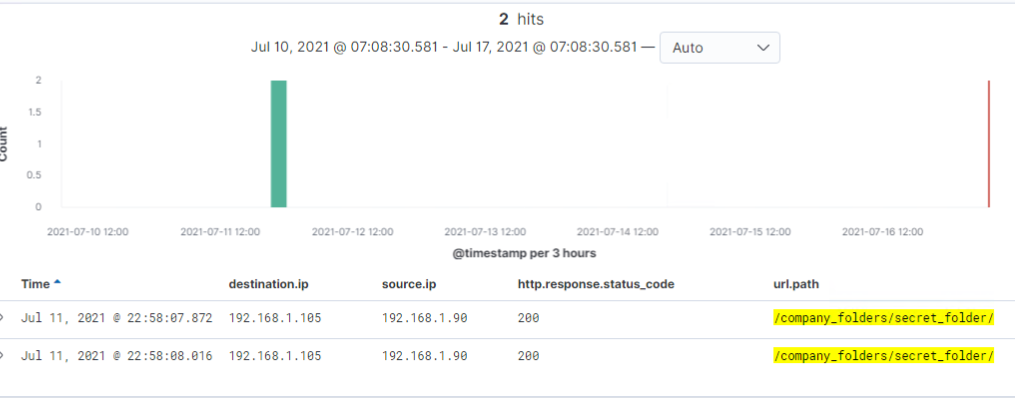 2 hits
Jul 10, 2021 @ 07:08:30.581 - Jul 17, 2021 @ 07:08:30.581 — Auto
2
1.5
1
0.5
0
Count
2021-07-10 12:00 2021-07-11 12:00 2021-07-12 12:00 2021-07-13 12:00 2021-07-14 12:00 2021-07-15 12:00 2021-07-16 12:00
@timestamp per 3 hours
Time destination.ip source.ip http.response.status_code url.path
Jul 11, 2021 @ 22:58:07.872 192.168.1.105 192.168.1.90 200 /company_folders/secret_folder/
Jul 11, 2021 @ 22:58:08.016 192.168.1.105 192.168.1.90 200 /company_folders/secret_folder/